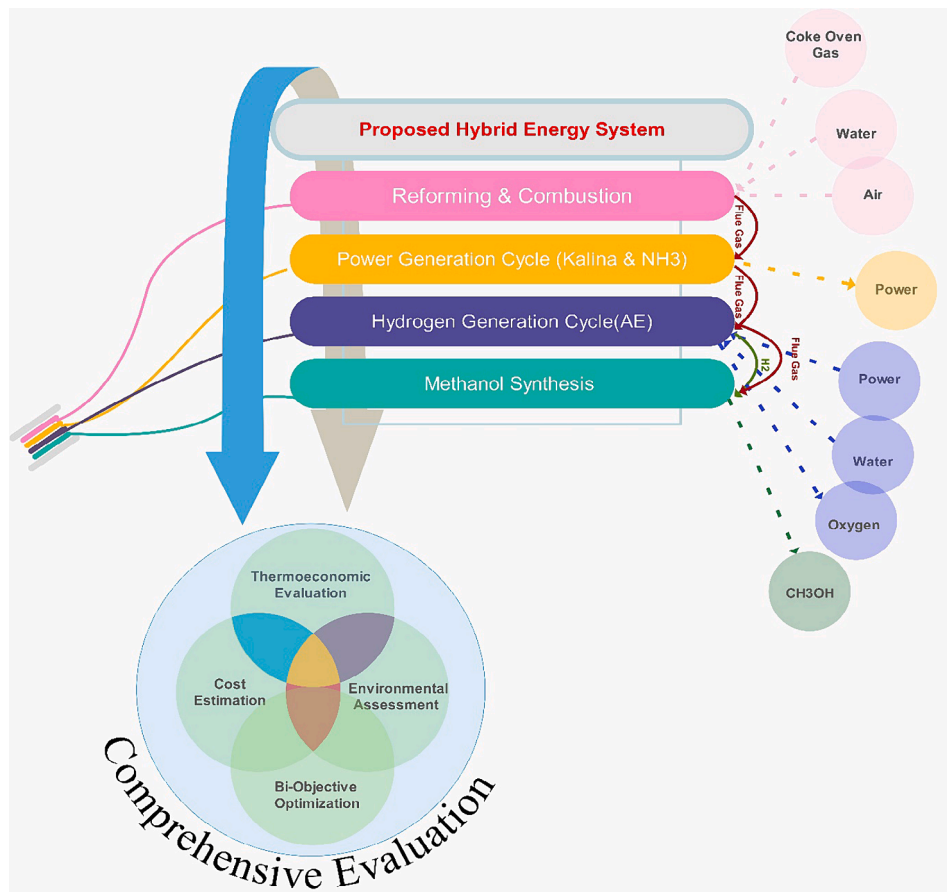 Coke Oven
Gas
Proposed Hybrid Energy System
Water
Reforming & Combustion
Air
Flue Gas
Power Generation Cycle (Kalina & NH3)
Power
Flue Gas
Hydrogen Generation Cycle(AE)
H2
Flue Gas
Power
Methanol Synthesis
Water
Oxygen
CH3OH
Thermoeconomic
Evaluation
Cost
Estimation
Environmental
Assessment
Bi-Objective
Optimization
Comprehensive Evaluation